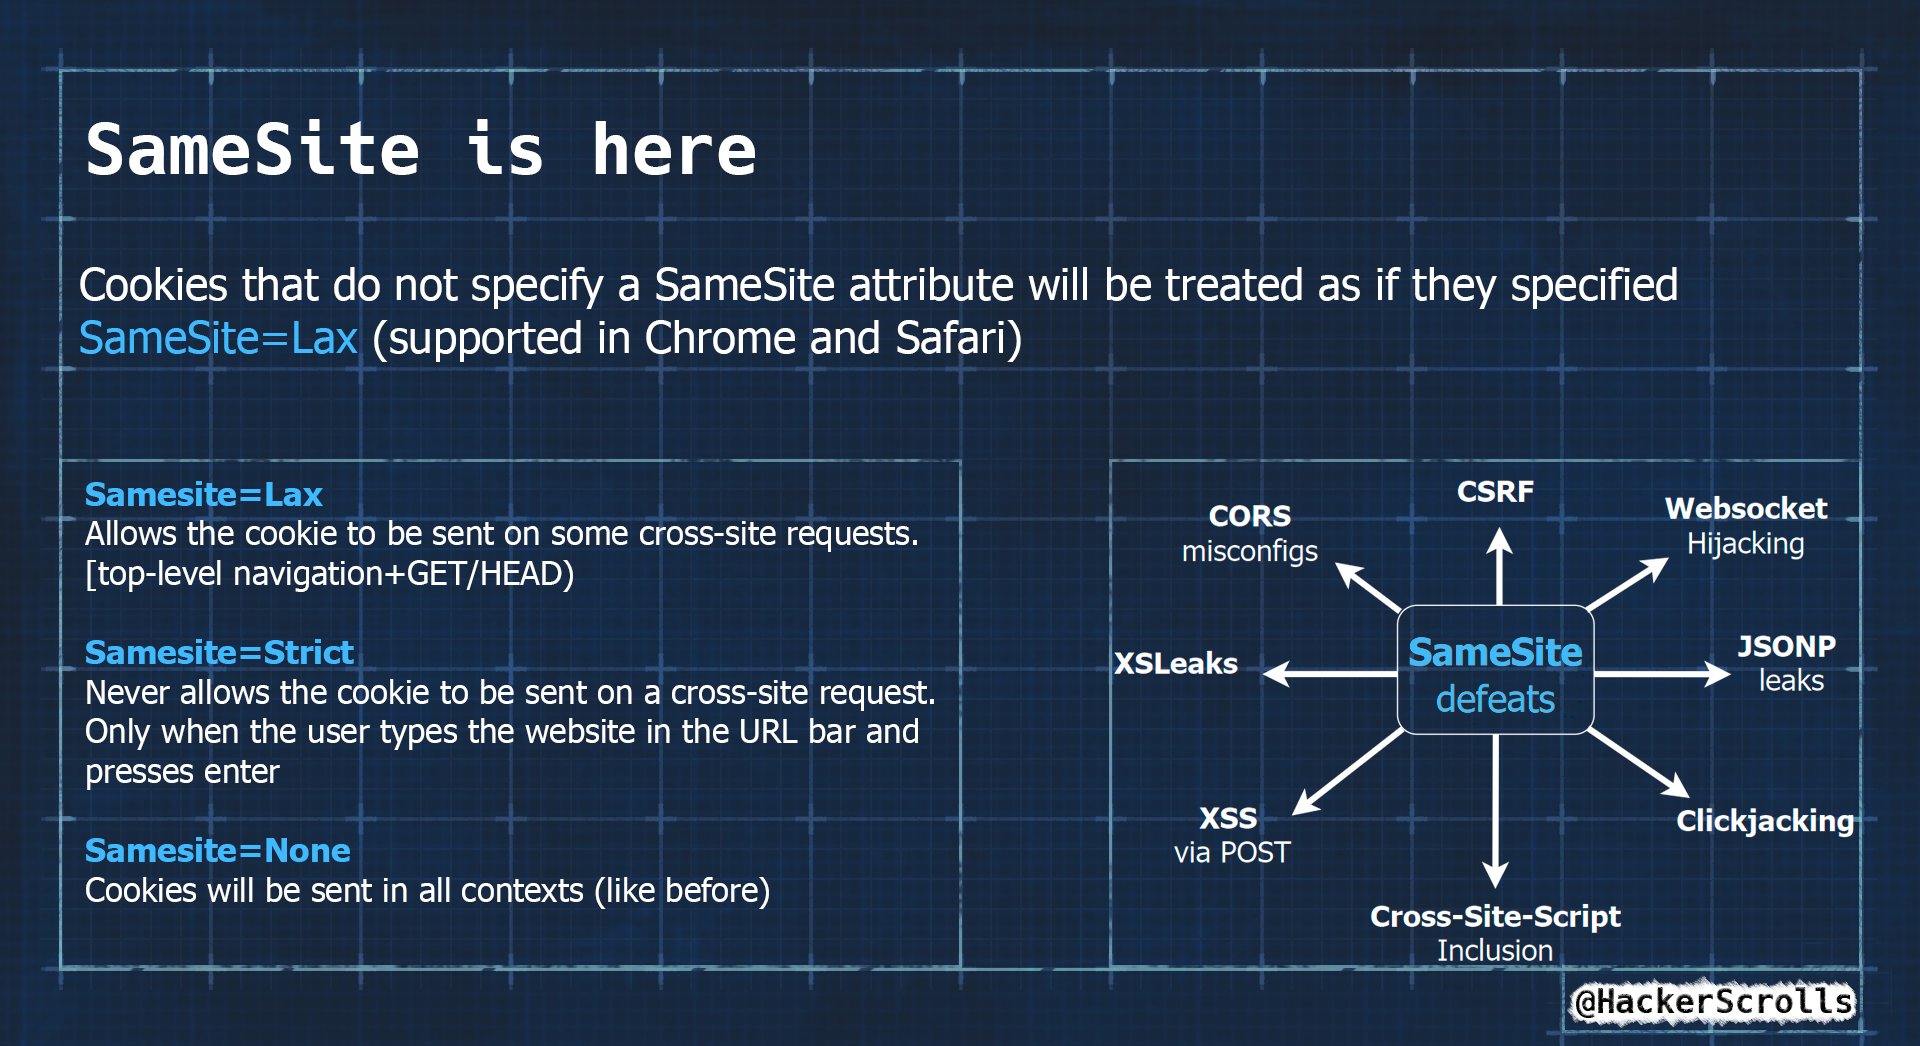 SameSite is here
Cookies that do not specify a SameSite attribute will be treated as if they specified
SameSite=Lax (supported in Chrome and Safari)
Samesite=Lax
Allows the cookie to be sent on some cross-site requests.
[top-level navigation+GET/HEAD)
Samesite=Strict
Never allows the cookie to be sent on a cross-site request.
Only when the user types the website in the URL bar and
presses enter
Samesite=None
Cookies will be sent in all contexts (like before)
CSRF
CORS
misconfigs
Websocket
Hijacking
XSLeaks
SameSite
defeats
JSONP
leaks
XSS
via POST
Clickjacking
Cross-Site-Script
Inclusion
@HackerScrolls